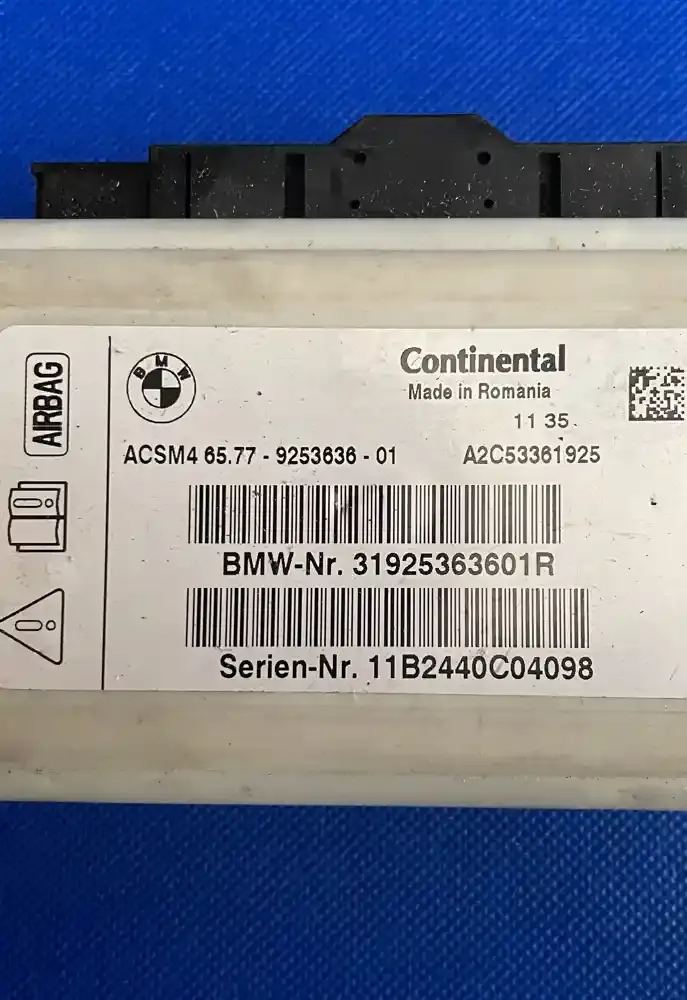 AIRBAG
BMW
Continental
Made in Romania
11 35
ACSM4 65.77 - 9253636 - 01 A2C53361925
BMW-Nr. 31925363601R
Serien-Nr. 11B2440C04098